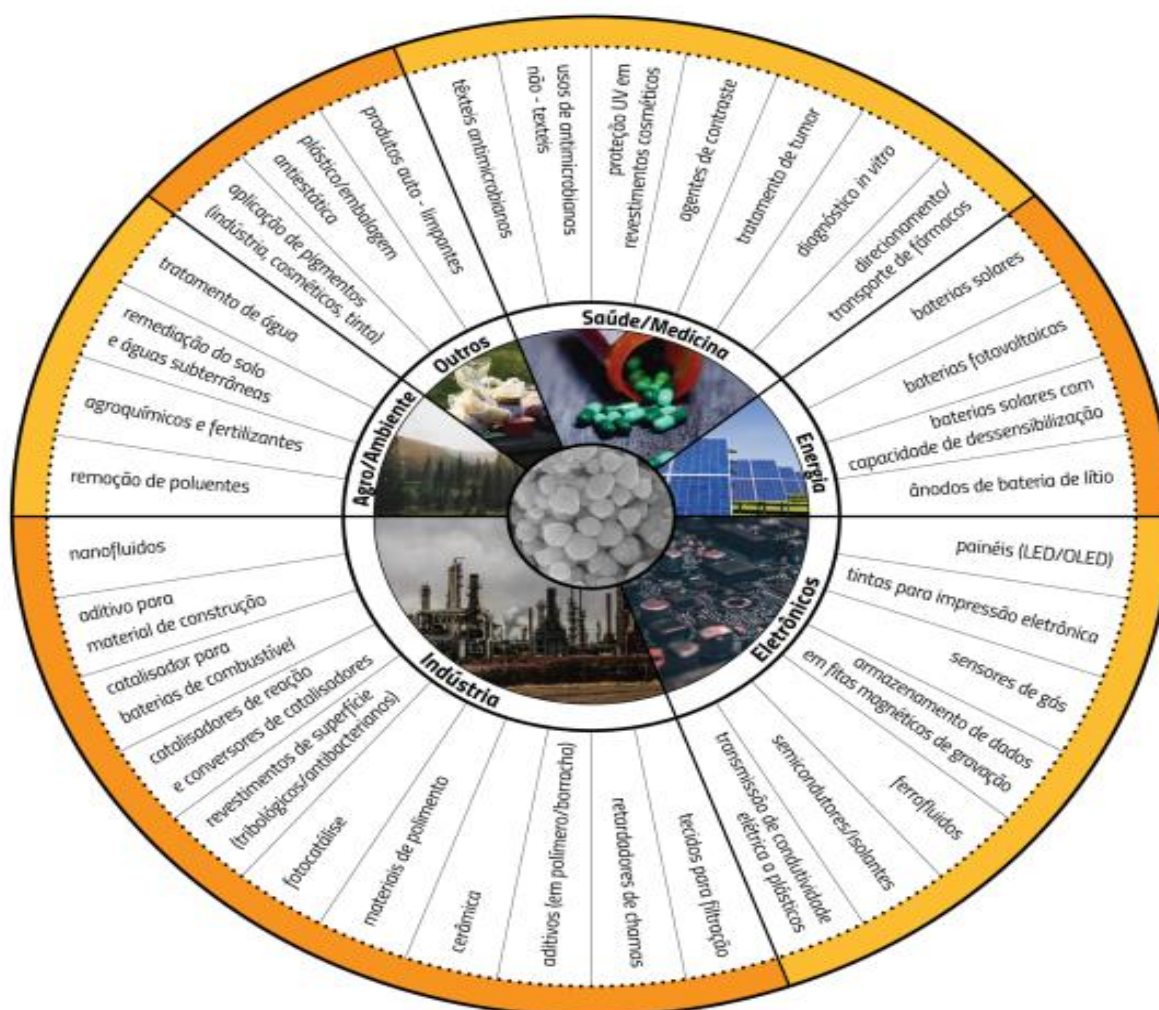 Saúde/Medicina
têxteis antimicrobianos
usos de antimicrobianos
não - texteis
proteção UV em
revestimentos cosméticos
agentes de contraste
tratamento de tumor
diagnóstico in vitro
direcionamento/
transporte de fármacos
Energia
baterias solares
baterias fotovoltaicas
baterias solares com
capacidade de dessensibilização
ânodos de bateria de lítio
Eletrônicos
painéis (LED/OLED)
tintas para impressão eletrônica
sensores de gás
armazenamento de dados
em fitas magnéticas de gravação
ferrofluidos
semicondutores/isolantes
transmissão de condutividade
elétrica a plásticos
Indústria
tecidos para filtração
retardadores de chamas
aditivos (em polímero/borracha)
cerâmica
materiais de polimento
fotocatálise
revestimentos de superfície
(tribológicos/antibacterianos)
catalisadores de reação
e conversores de catalisadores
catalisador para
baterias de combustível
aditivo para
material de construção
nanofluidos
Agro/Ambiente
remoção de poluentes
agroquímicos e fertilizantes
remediação do solo
e águas subterrâneas
tratamento de água
Outros
aplicação de pigmentos
(indústria, cosméticos, tinta)
plástico/embalagem
antiestática
produtos auto - limpantes